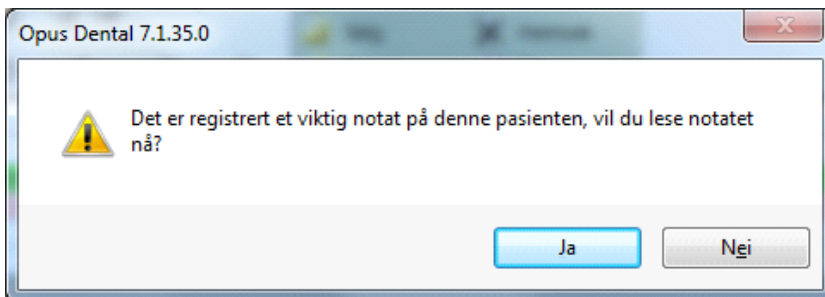 Opus Dental 7.1.35.0
Det er registrert et viktig notat på denne pasienten, vil du lese notatet
nå?
Ja
Nei